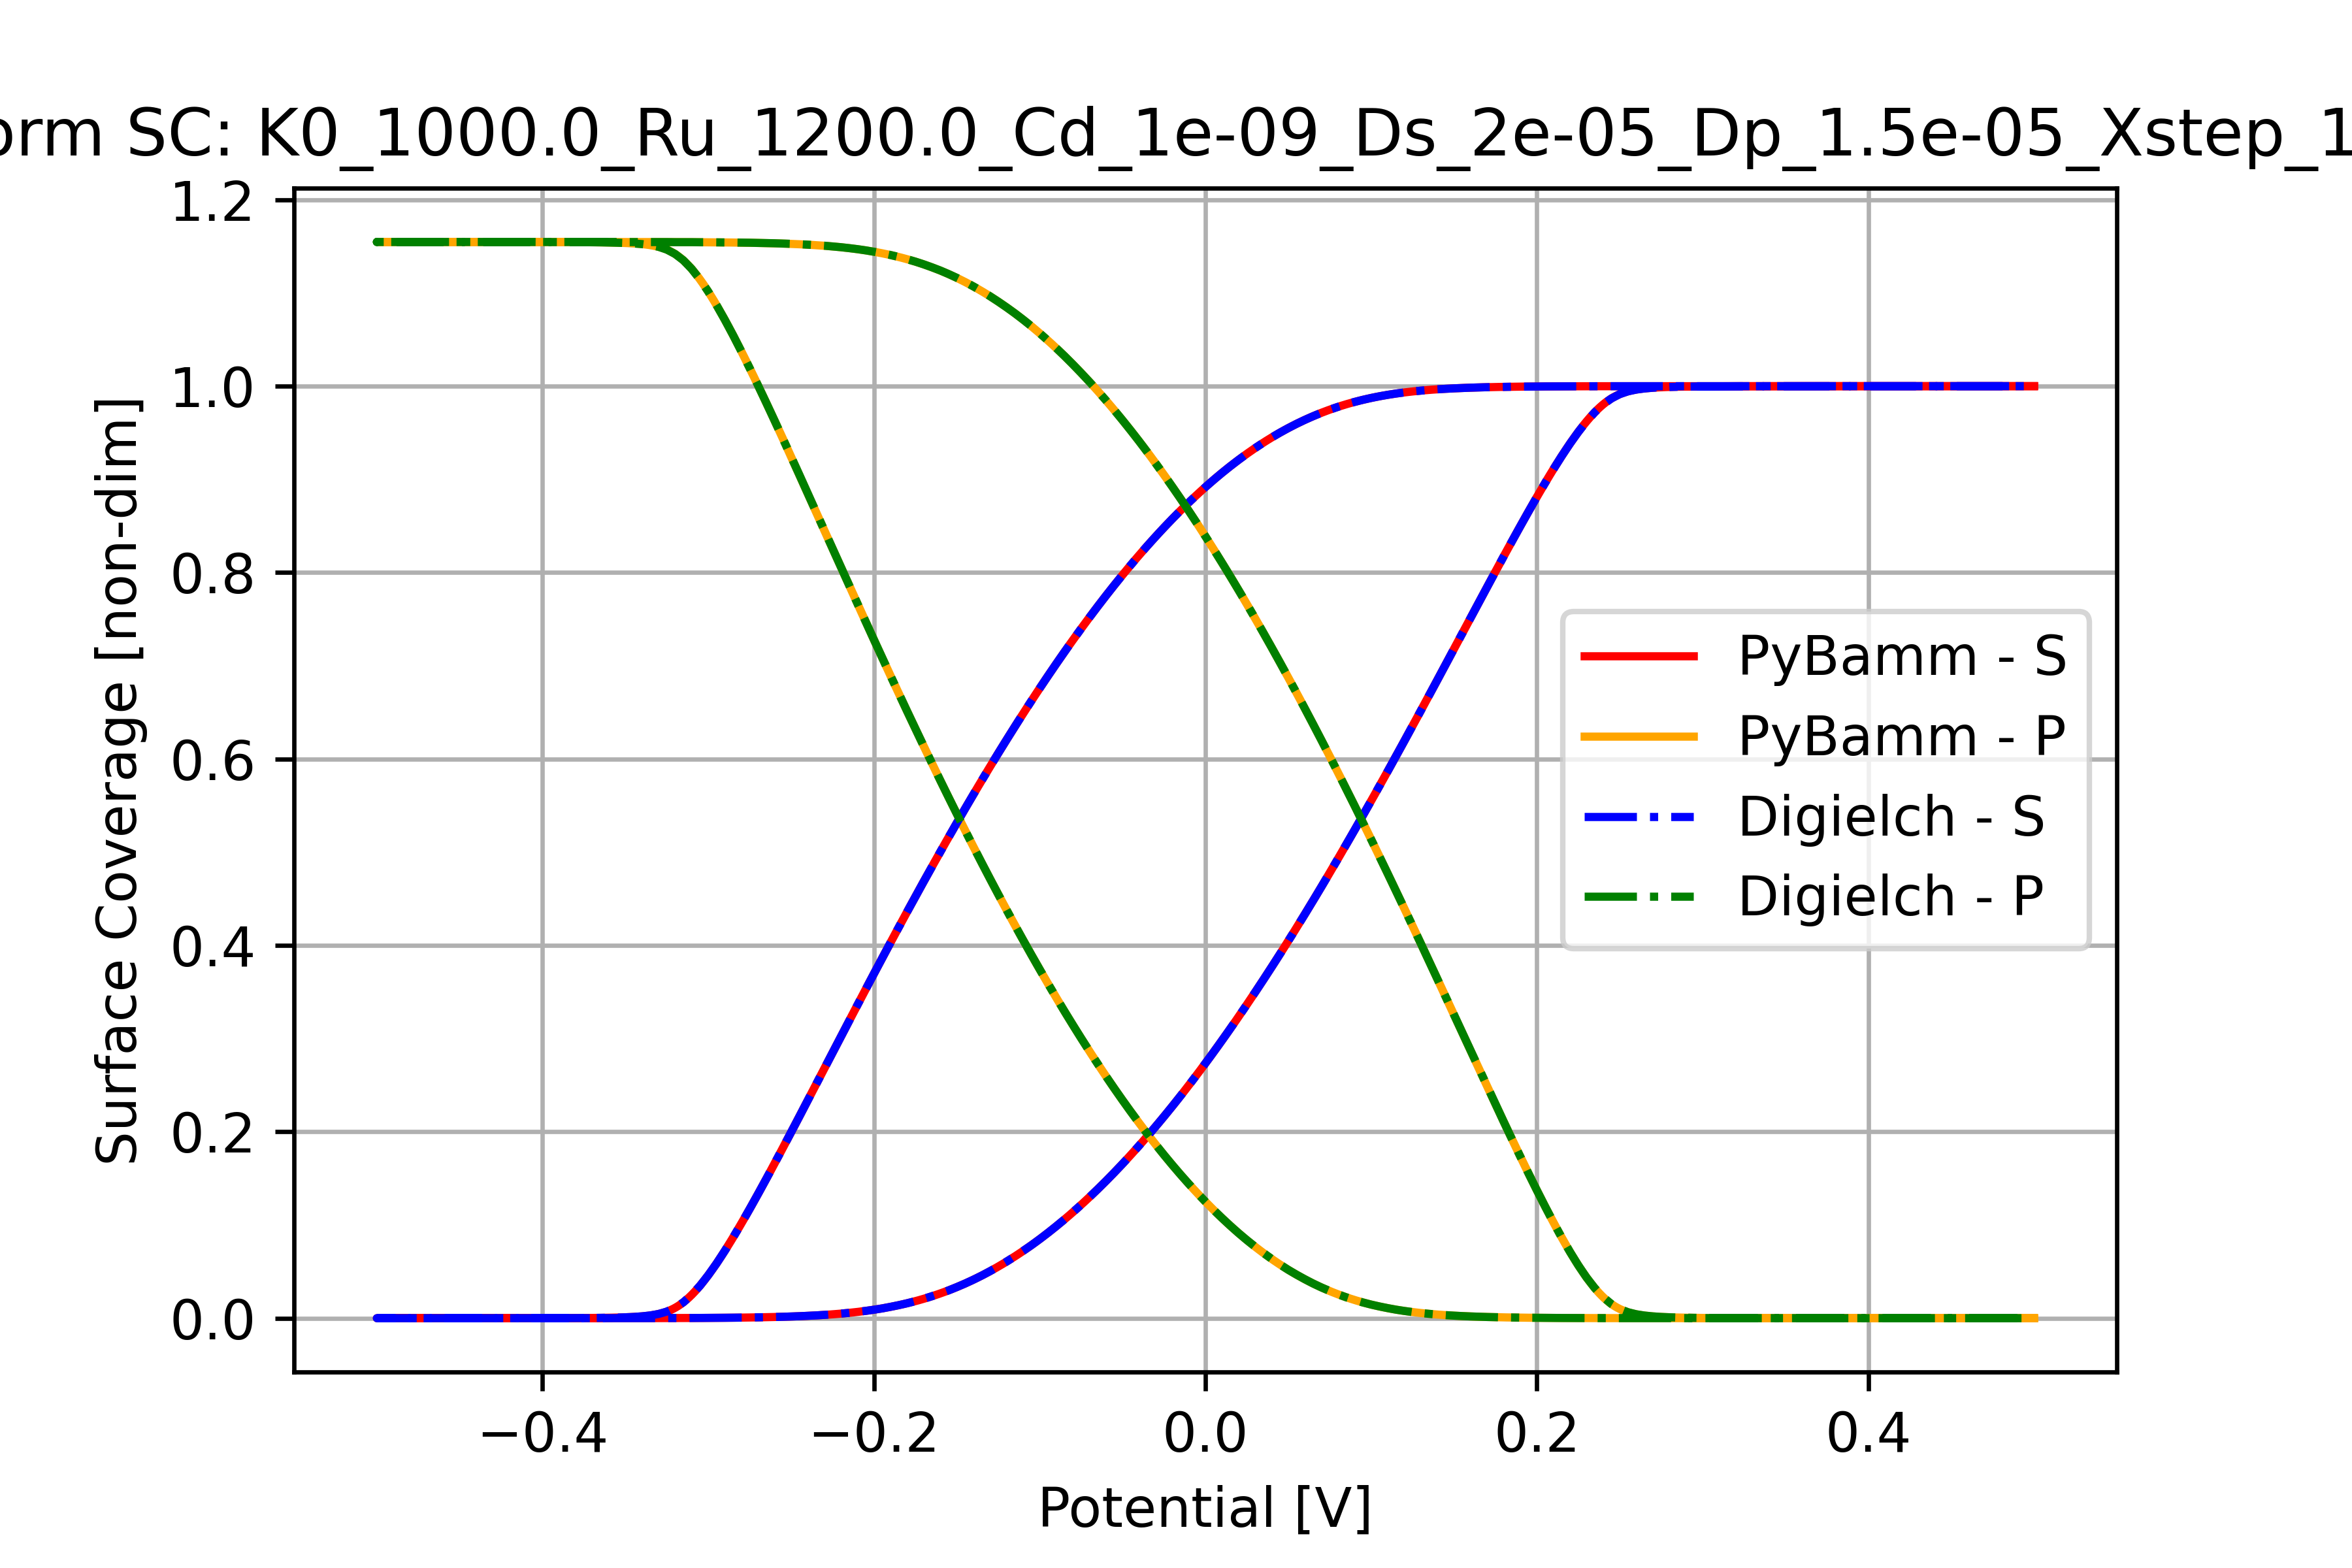 orm SC: K0_1000.0_Ru_1200.0_Cd_1e-09_Ds_2e-05_Dp_1.5e-05_Xstep_1
1.2
1.0
0.8
0.6
0.4
0.2
0.0
Surface Coverage [non-dim]
PyBamm - S
PyBamm - P
Digielch - S
Digielch - P
−0.4 −0.2 0.0 0.2 0.4
Potential [V]